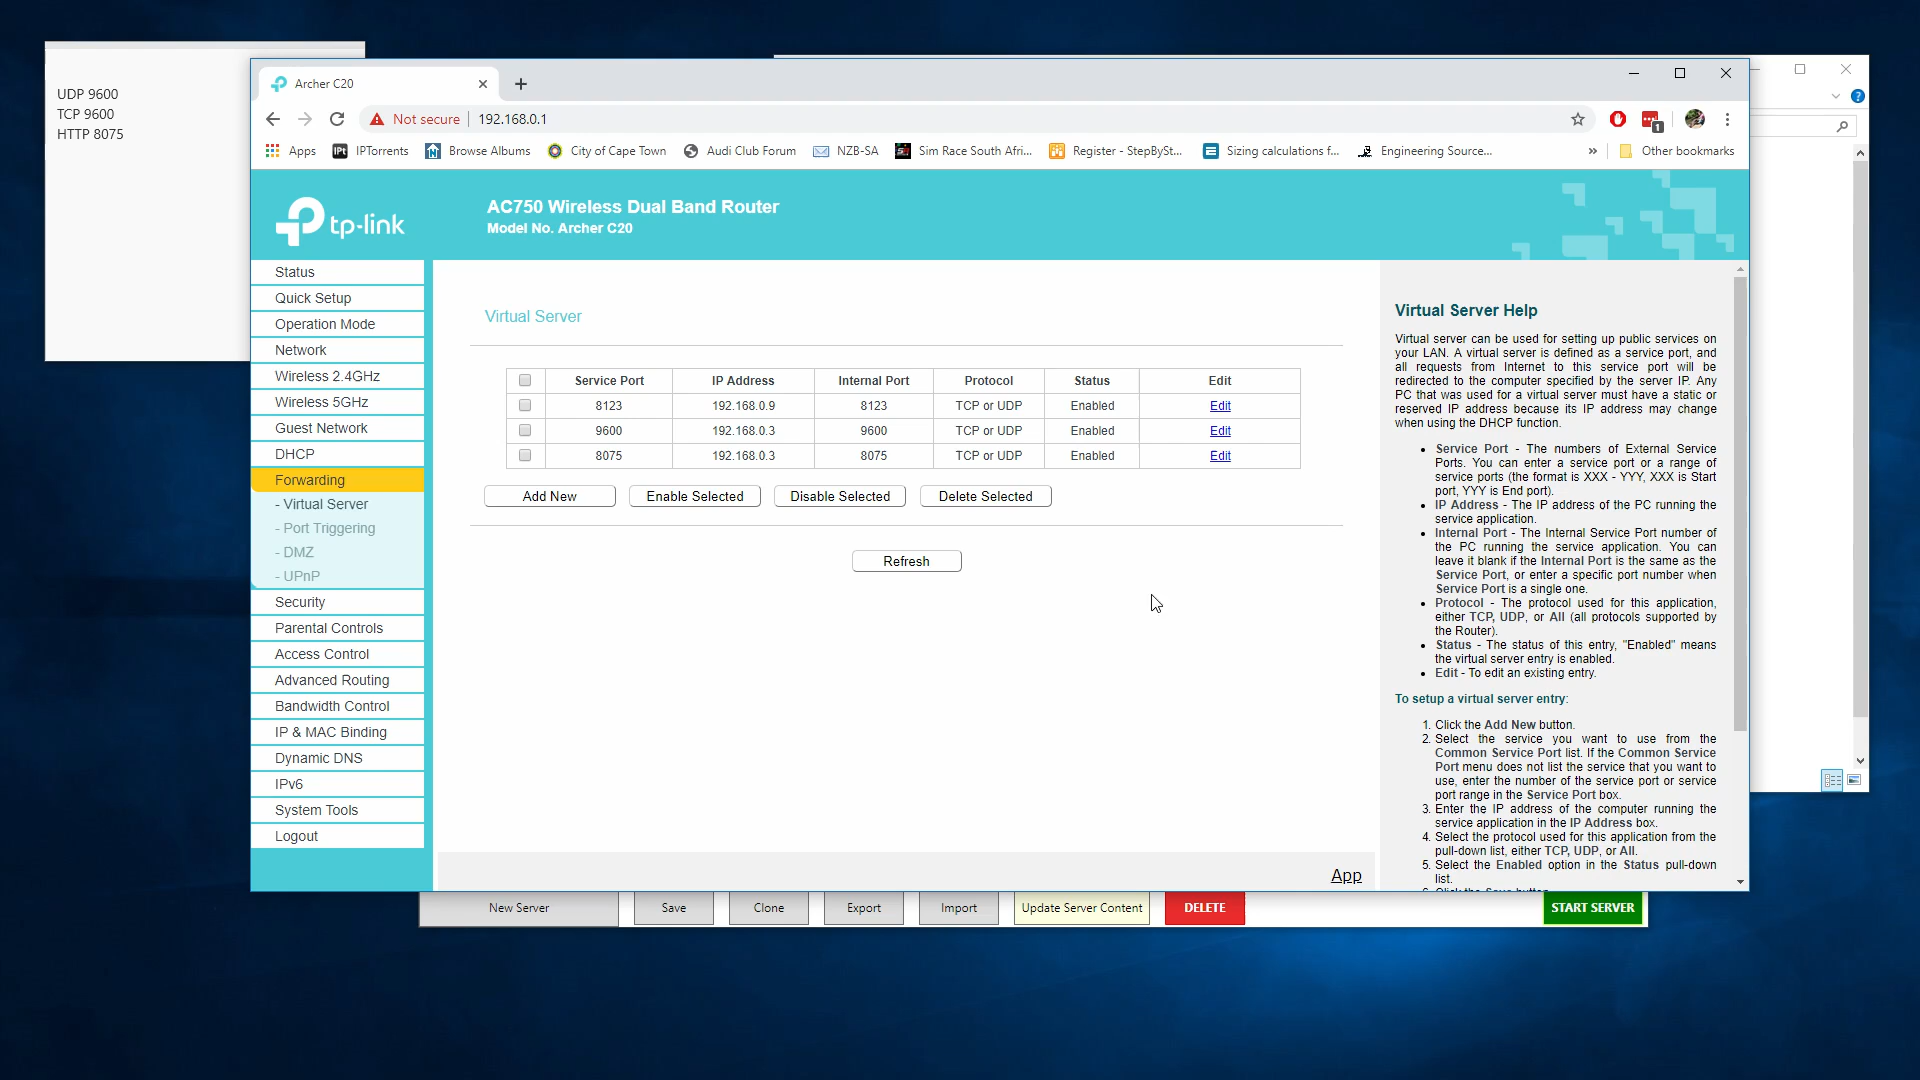 UDP 9600
TCP 9600
HTTP 8075
Archer C20
Not secure 192.168.0.1
1
Apps IPTorrents Browse Albums City of Cape Town Audi Club Forum NZB-SA Sim Race South Afri... Register - StepBySt... Sizing calculations f... Engineering Source... » Other bookmarks
tp-link
AC750 Wireless Dual Band Router
Model No. Archer C20
Status
Quick Setup
Operation Mode
Network
Wireless 2.4GHz
Wireless 5GHz
Guest Network
DHCP
Forwarding
- Virtual Server
- Port Triggering
- DMZ
- UPnP
Security
Parental Controls
Access Control
Advanced Routing
Bandwidth Control
IP & MAC Binding
Dynamic DNS
IPv6
System Tools
Logout
Virtual Server
Service Port IP Address Internal Port Protocol Status Edit
8123 192.168.0.9 8123 TCP or UDP Enabled Edit
9600 192.168.0.3 9600 TCP or UDP Enabled Edit
8075 192.168.0.3 8075 TCP or UDP Enabled Edit
Add New Enable Selected Disable Selected Delete Selected
Refresh
App
Virtual Server Help
Virtual server can be used for setting up public services on
your LAN. A virtual server is defined as a service port, and
all requests from Internet to this service port will be
redirected to the computer specified by the server IP. Any
PC that was used for a virtual server must have a static or
reserved IP address because its IP address may change
when using the DHCP function.
• Service Port - The numbers of External Service
Ports. You can enter a service port or a range of
service ports (the format is XXX - YYY, XXX is Start
port, YYY is End port).
• IP Address - The IP address of the PC running the
service application.
• Internal Port - The Internal Service Port number of
the PC running the service application. You can
leave it blank if the Internal Port is the same as the
Service Port, or enter a specific port number when
Service Port is a single one.
• Protocol - The protocol used for this application,
either TCP, UDP, or All (all protocols supported by
the Router).
• Status - The status of this entry, "Enabled" means
the virtual server entry is enabled.
• Edit - To edit an existing entry.
To setup a virtual server entry:
1. Click the Add New button.
2. Select the service you want to use from the
Common Service Port list. If the Common Service
Port menu does not list the service that you want to
use, enter the number of the service port or service
port range in the Service Port box.
3. Enter the IP address of the computer running the
service application in the IP Address box.
4. Select the protocol used for this application from the
pull-down list, either TCP, UDP, or All.
5. Select the Enabled option in the Status pull-down
list.
New Server Save Clone Export Import Update Server Content DELETE START SERVER